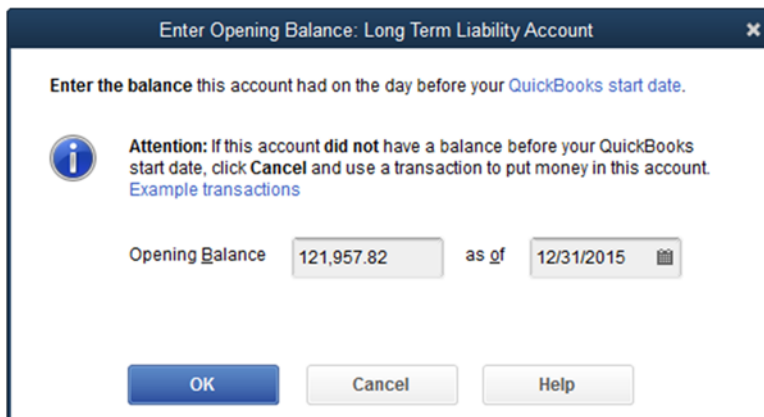 Enter Opening Balance: Long Term Liability Account
Enter the balance this account had on the day before your QuickBooks start date.
Attention: If this account did not have a balance before your QuickBooks
start date, click Cancel and use a transaction to put money in this account.
Example transactions
Opening Balance 121,957.82 as of 12/31/2015
OK Cancel Help